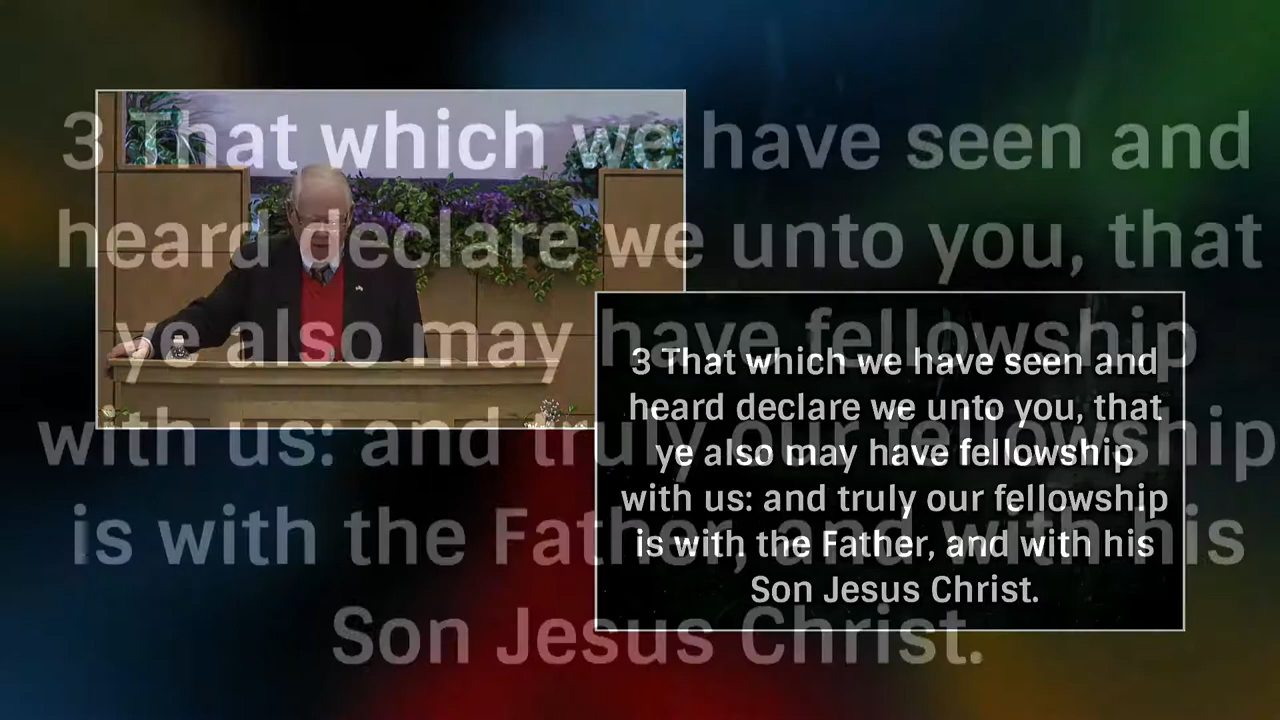 3 That which we have seen and
heard declare we unto you, that
ye also may have fellowship
with us: and truly our fellowship
is with the Father, and with his
Son Jesus Christ.
3 That which we have seen and
heard declare we unto you, that
ye also may have fellowship
with us: and truly our fellowship
is with the Father, and with his
Son Jesus Christ.